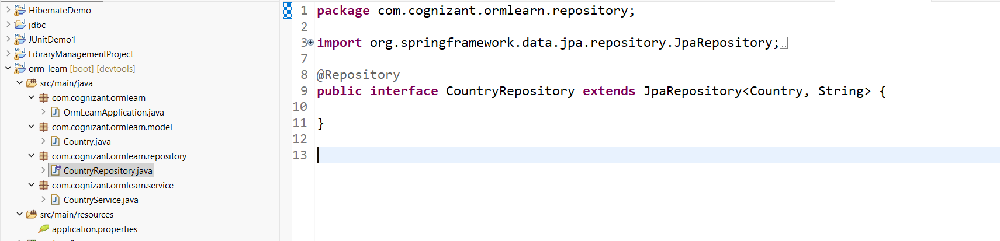 HibernateDemo
jdbc
JUnitDemo1
LibraryManagementProject
orm-learn [boot] [devtools]
src/main/java
com.cognizant.ormlearn
OrmLearnApplication.java
com.cognizant.ormlearn.model
Country.java
com.cognizant.ormlearn.repository
CountryRepository.java
com.cognizant.ormlearn.service
CountryService.java
src/main/resources
application.properties
1 package com.cognizant.ormlearn.repository;
2
3 import org.springframework.data.jpa.repository.JpaRepository;
7
8 @Repository
9 public interface CountryRepository extends JpaRepository<Country, String> {
10
11 }
12
13